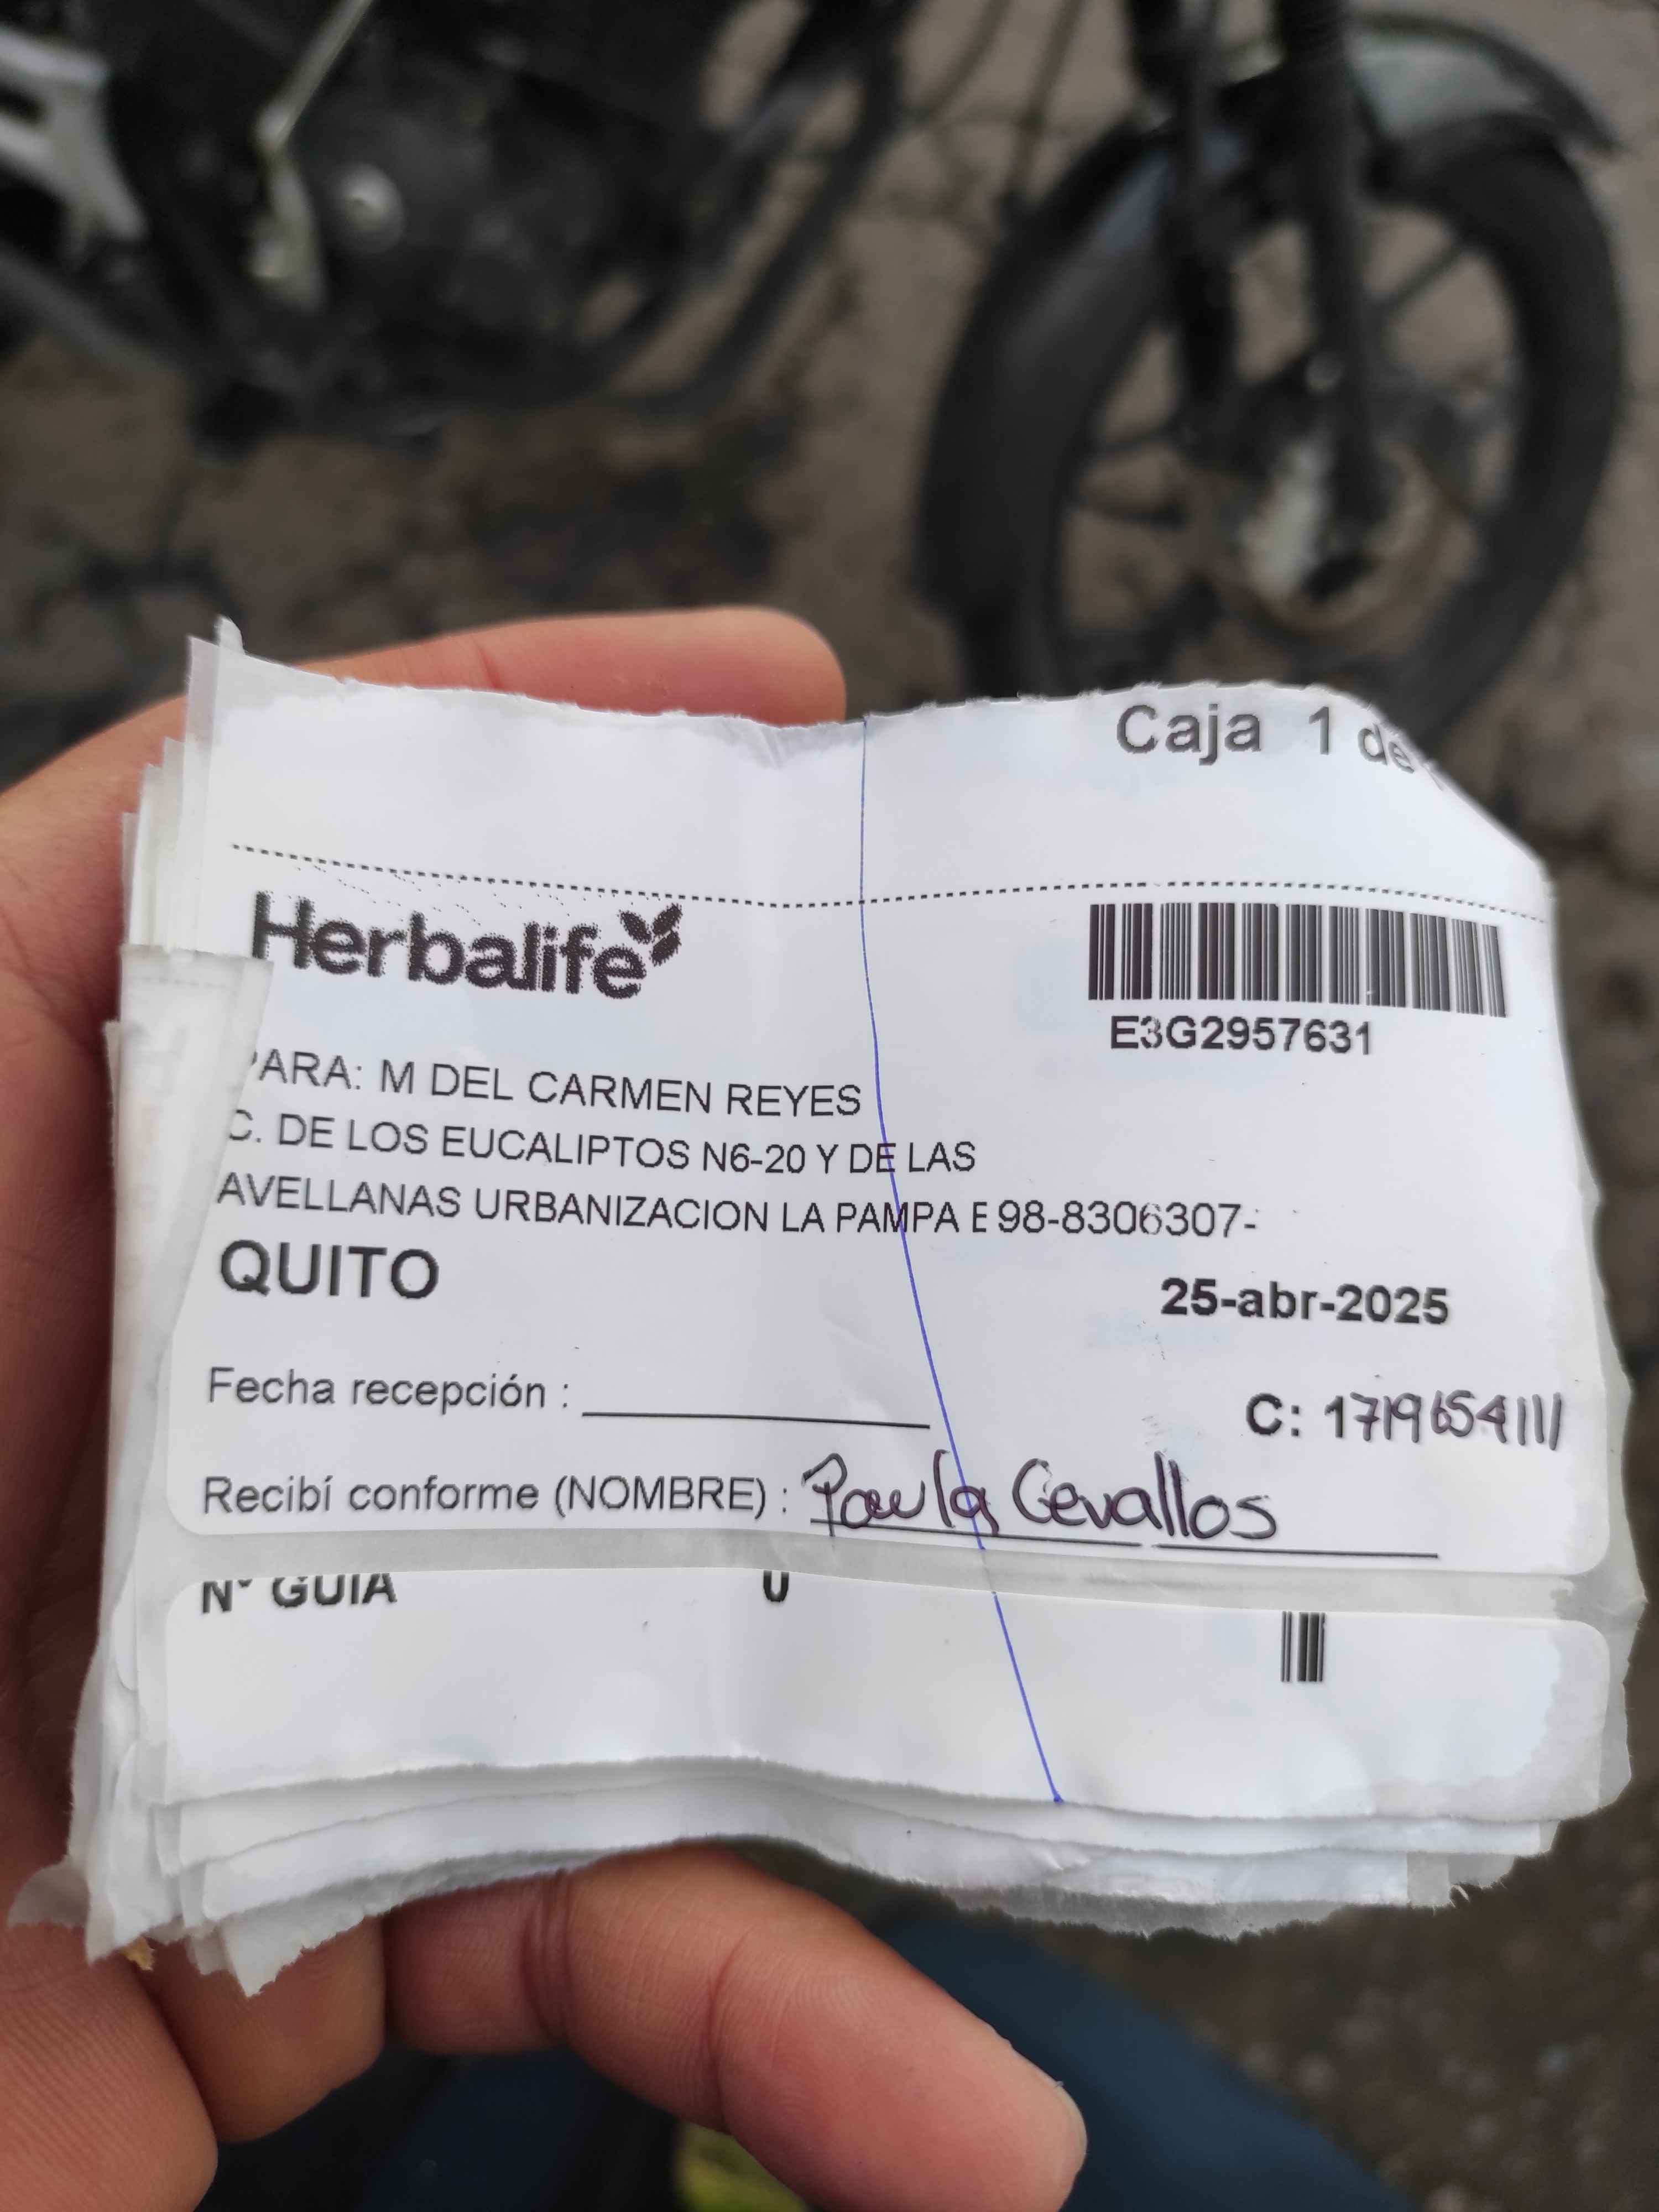 Caja 1 de
Herbalife
E3G2957631
PARA: M DEL CARMEN REYES
C. DE LOS EUCALIPTOS N6-20 Y DE LAS
AVELLANAS URBANIZACION LA PAMPA E 98-8306307-
QUITO
25-abr-2025
Fecha recepción :
C: 1719654111
Recibí conforme (NOMBRE) : Paula Cevallos
N° GUIA 0